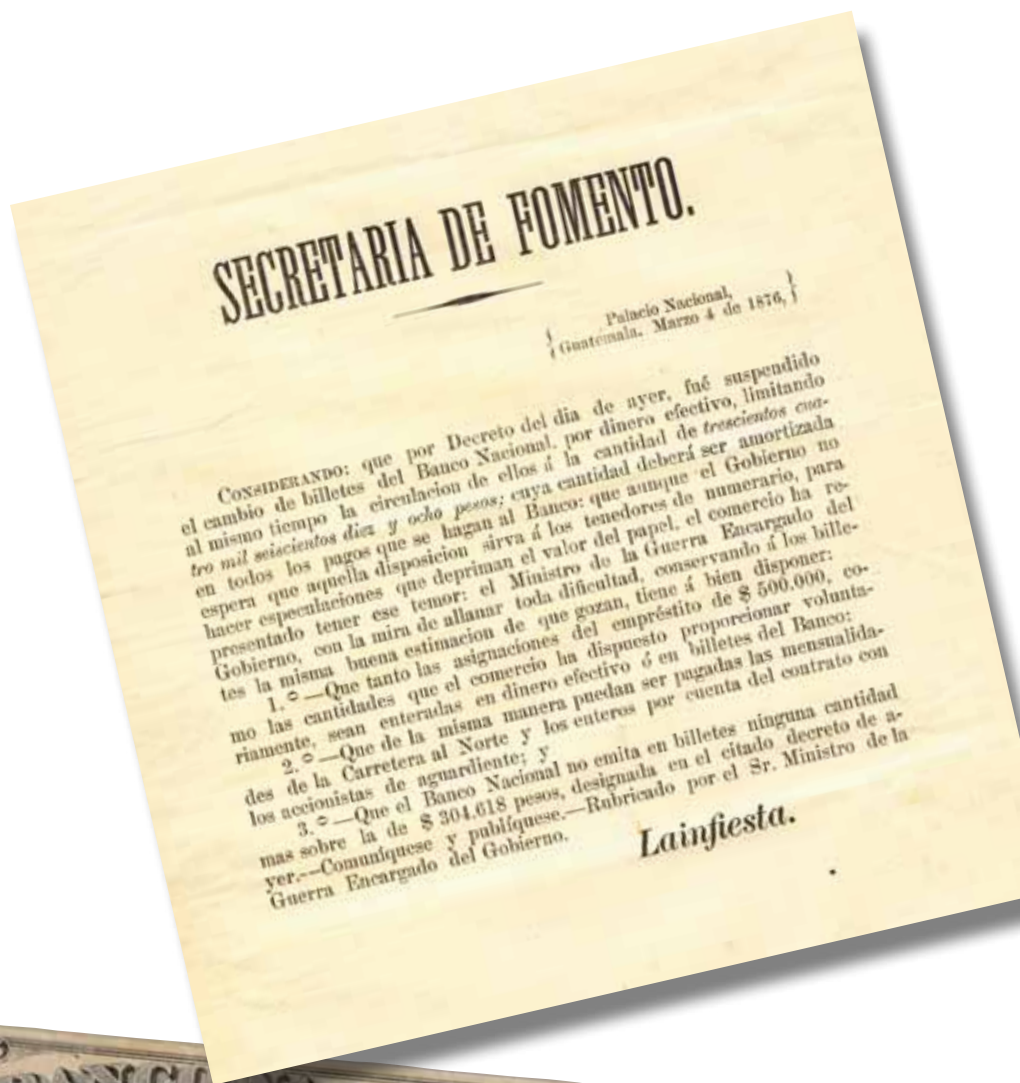 SECRETARIA DE FOMENTO.
Palacio Nacional,
Guatemala. Marzo 4 de 1876,
CONSIDERANDO: que por Decreto del dia de ayer, fué suspendido
el cambio de billetes del Banco Nacional, por dinero efectivo, limitando
al mismo tiempo la circulacion de ellos á la cantidad de trescientos cua-
tro mil seiscientos diez y ocho pesos; cuya cantidad deberá ser amortizada
en todos los pagos que se hagan al Banco: que aunque el Gobierno no
espera que aquella disposicion sirva á los tenedores de numerario, para
hacer especulaciones que depriman el valor del papel, el comercio ha re-
presentado tener ese temor: el Ministro de la Guerra Encargado del
Gobierno, con la mira de allanar toda dificultad, conservando á los bille-
tes la misma buena estimacion de que gozan, tiene á bien disponer:
1.º—Que tanto las asignaciones del empréstito de $ 500.000, co-
mo las cantidades que el comercio ha dispuesto proporcionar volunta-
riamente, sean enteradas en dinero efectivo ó en billetes del Banco:
2.º—Que de la misma manera puedan ser pagadas las mensualida-
des de la Carretera al Norte y los enteros por cuenta del contrato con
los accionistas de aguardiente; y
3.º—Que el Banco Nacional no emita en billetes ninguna cantidad
mas sobre la de $ 304.618 pesos, designada en el citado decreto de a-
yer.—Comuníquese y publíquese.—Rubricado por el Sr. Ministro de la
Guerra Encargado del Gobierno.
Lainfiesta.